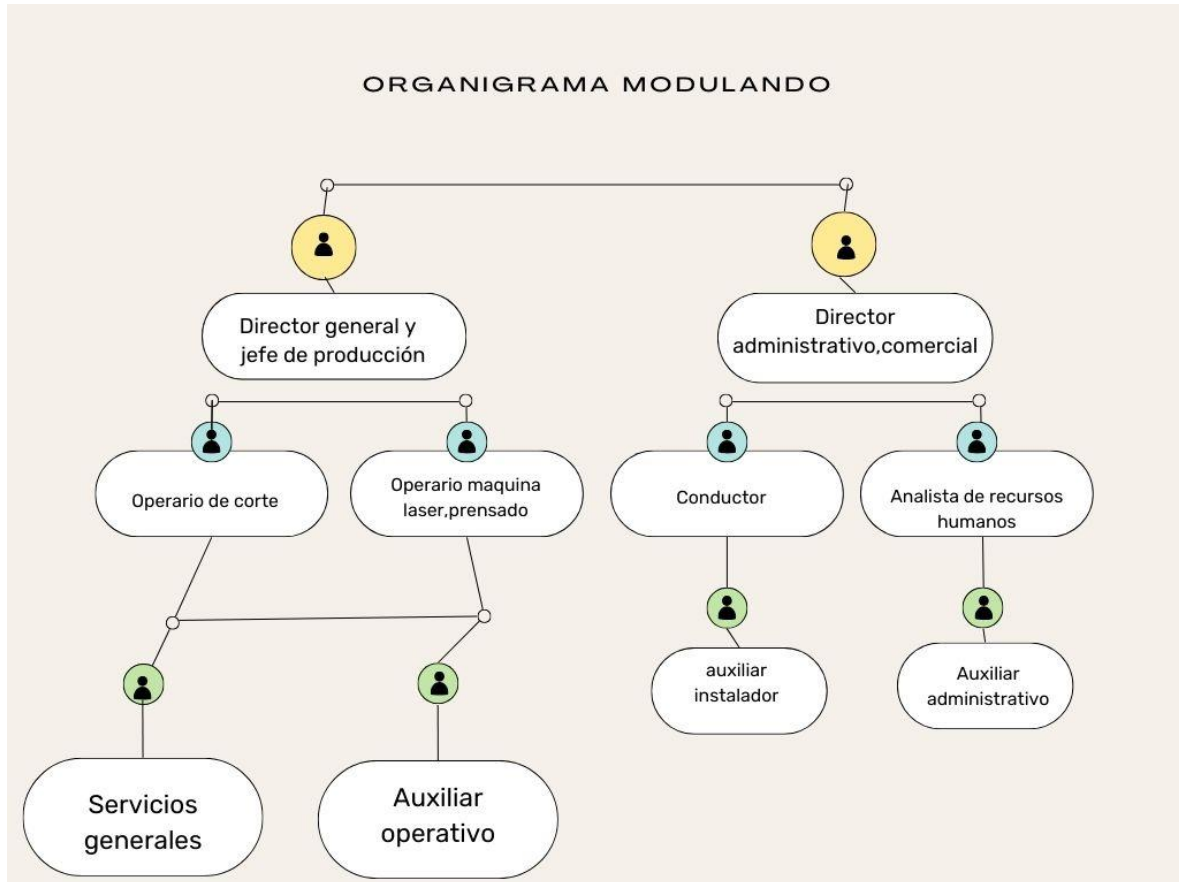 ORGANIGRAMA MODULANDO
Director general y
jefe de producción
Director
administrativo,comercial
Operario de corte
Operario maquina
laser,prensado
Conductor
Analista de recursos
humanos
auxiliar
instalador
Auxiliar
administrativo
Servicios
generales
Auxiliar
operativo